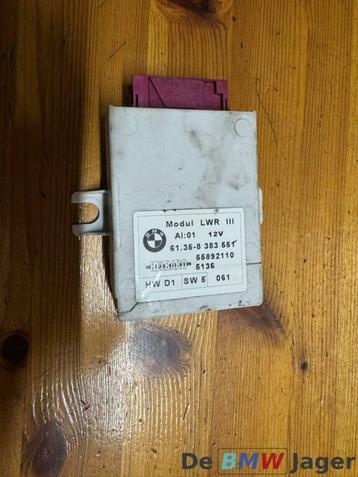 Modul LWR III
BMW
AI:01 12V
61.35-8 383 551
55892110
5136
HW D1 SW 5 061
De BMW Jager